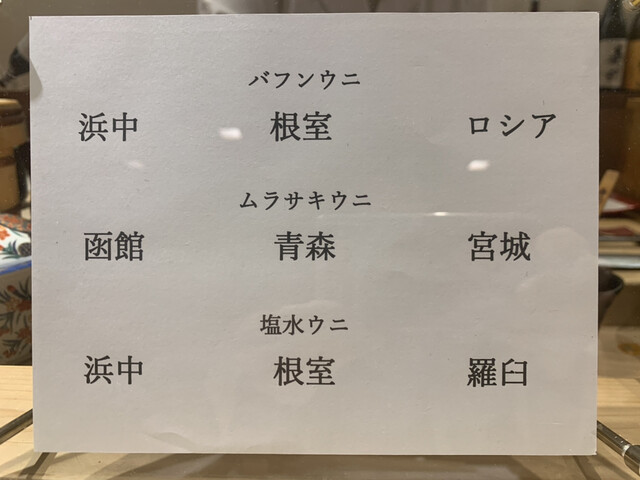 バフンウニ
浜中 根室 ロシア
ムラサキウニ
函館 青森 宮城
塩水ウニ
浜中 根室 羅臼